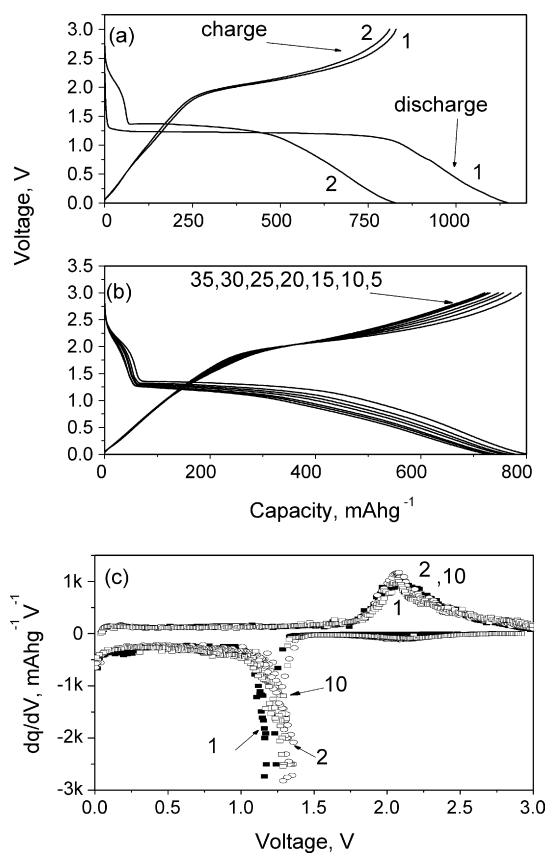 (a)
charge
2 1
discharge
2
1
3.0
2.5
2.0
1.5
1.0
0.5
0.0
0 250 500 750 1000
Voltage, V
(b)
35,30,25,20,15,10,5
3.5
3.0
2.5
2.0
1.5
1.0
0.5
0.0
0 200 400 600 800
Capacity, mAhg-1
(c)
2 ,10
1
10
1
2
1k
0
-1k
-2k
-3k
dq/dV, mAhg-1V-1
0.0 0.5 1.0 1.5 2.0 2.5 3.0
Voltage, V